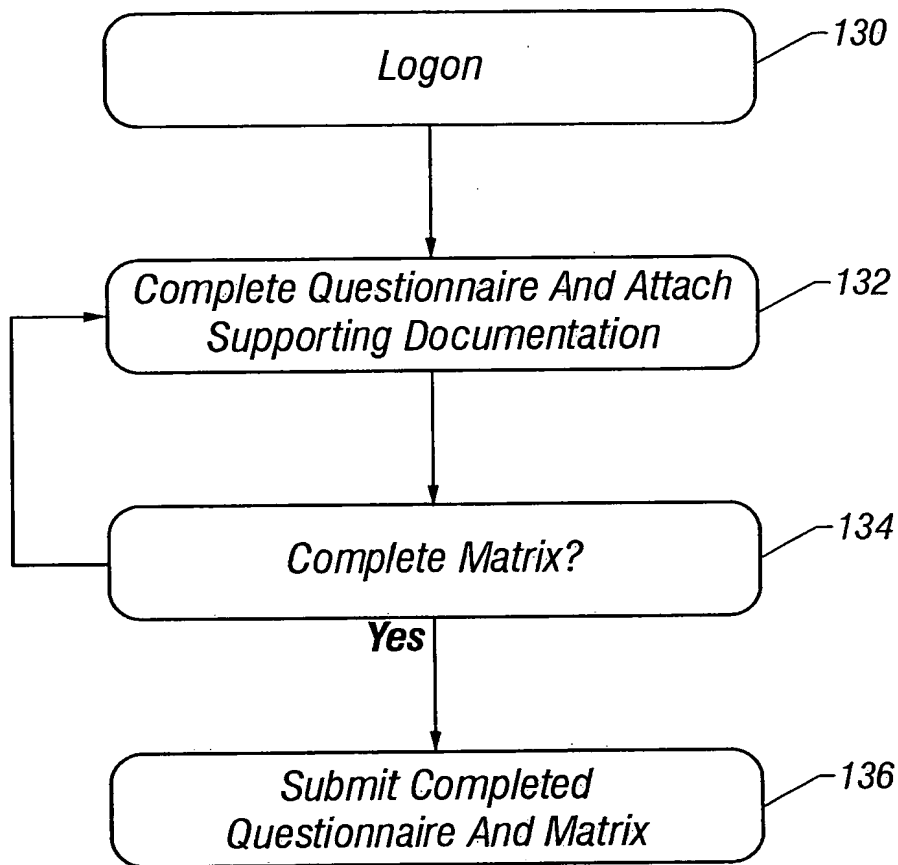 Logon
130
Complete Questionnaire And Attach
Supporting Documentation
132
Complete Matrix?
134
Yes
Submit Completed
Questionnaire And Matrix
136